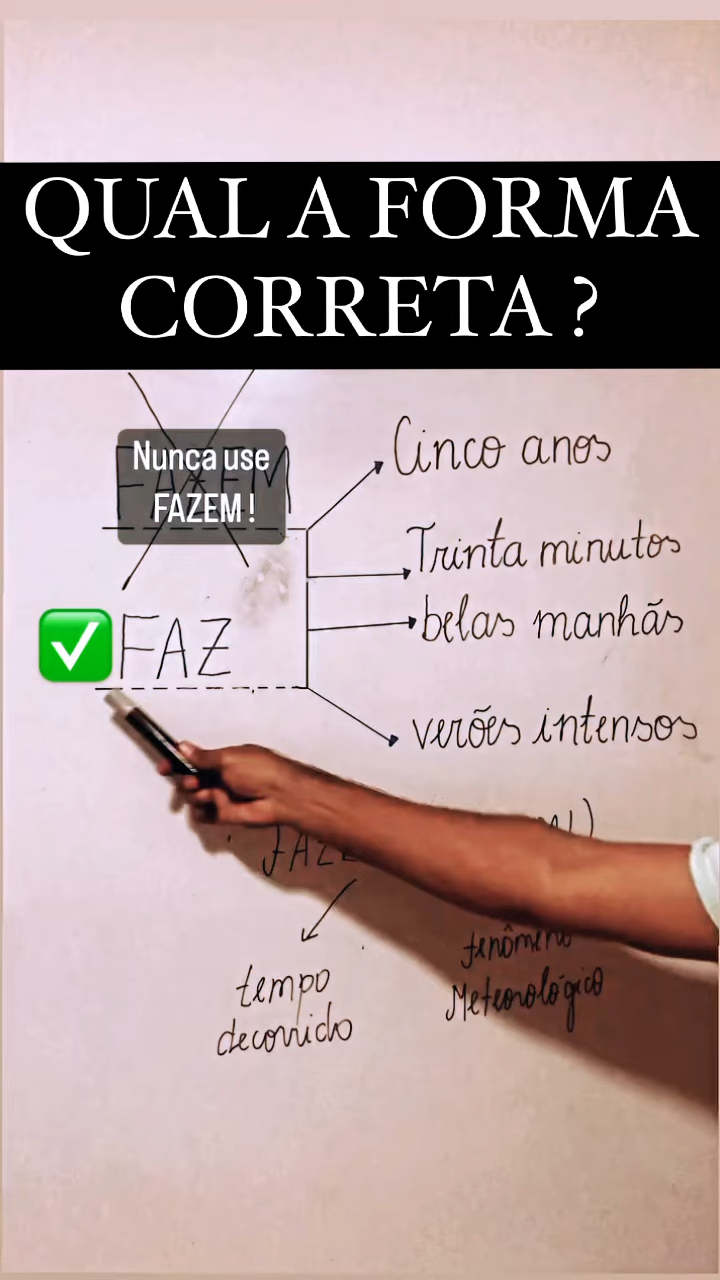 QUAL A FORMA
CORRETA ?
Nunca use
FAZEM !
FAZEM
Cinco anos
Trinta minutos
FAZ
belas manhãs
verões intensos
tempo
decorrido
fenômeno
Meteorológico